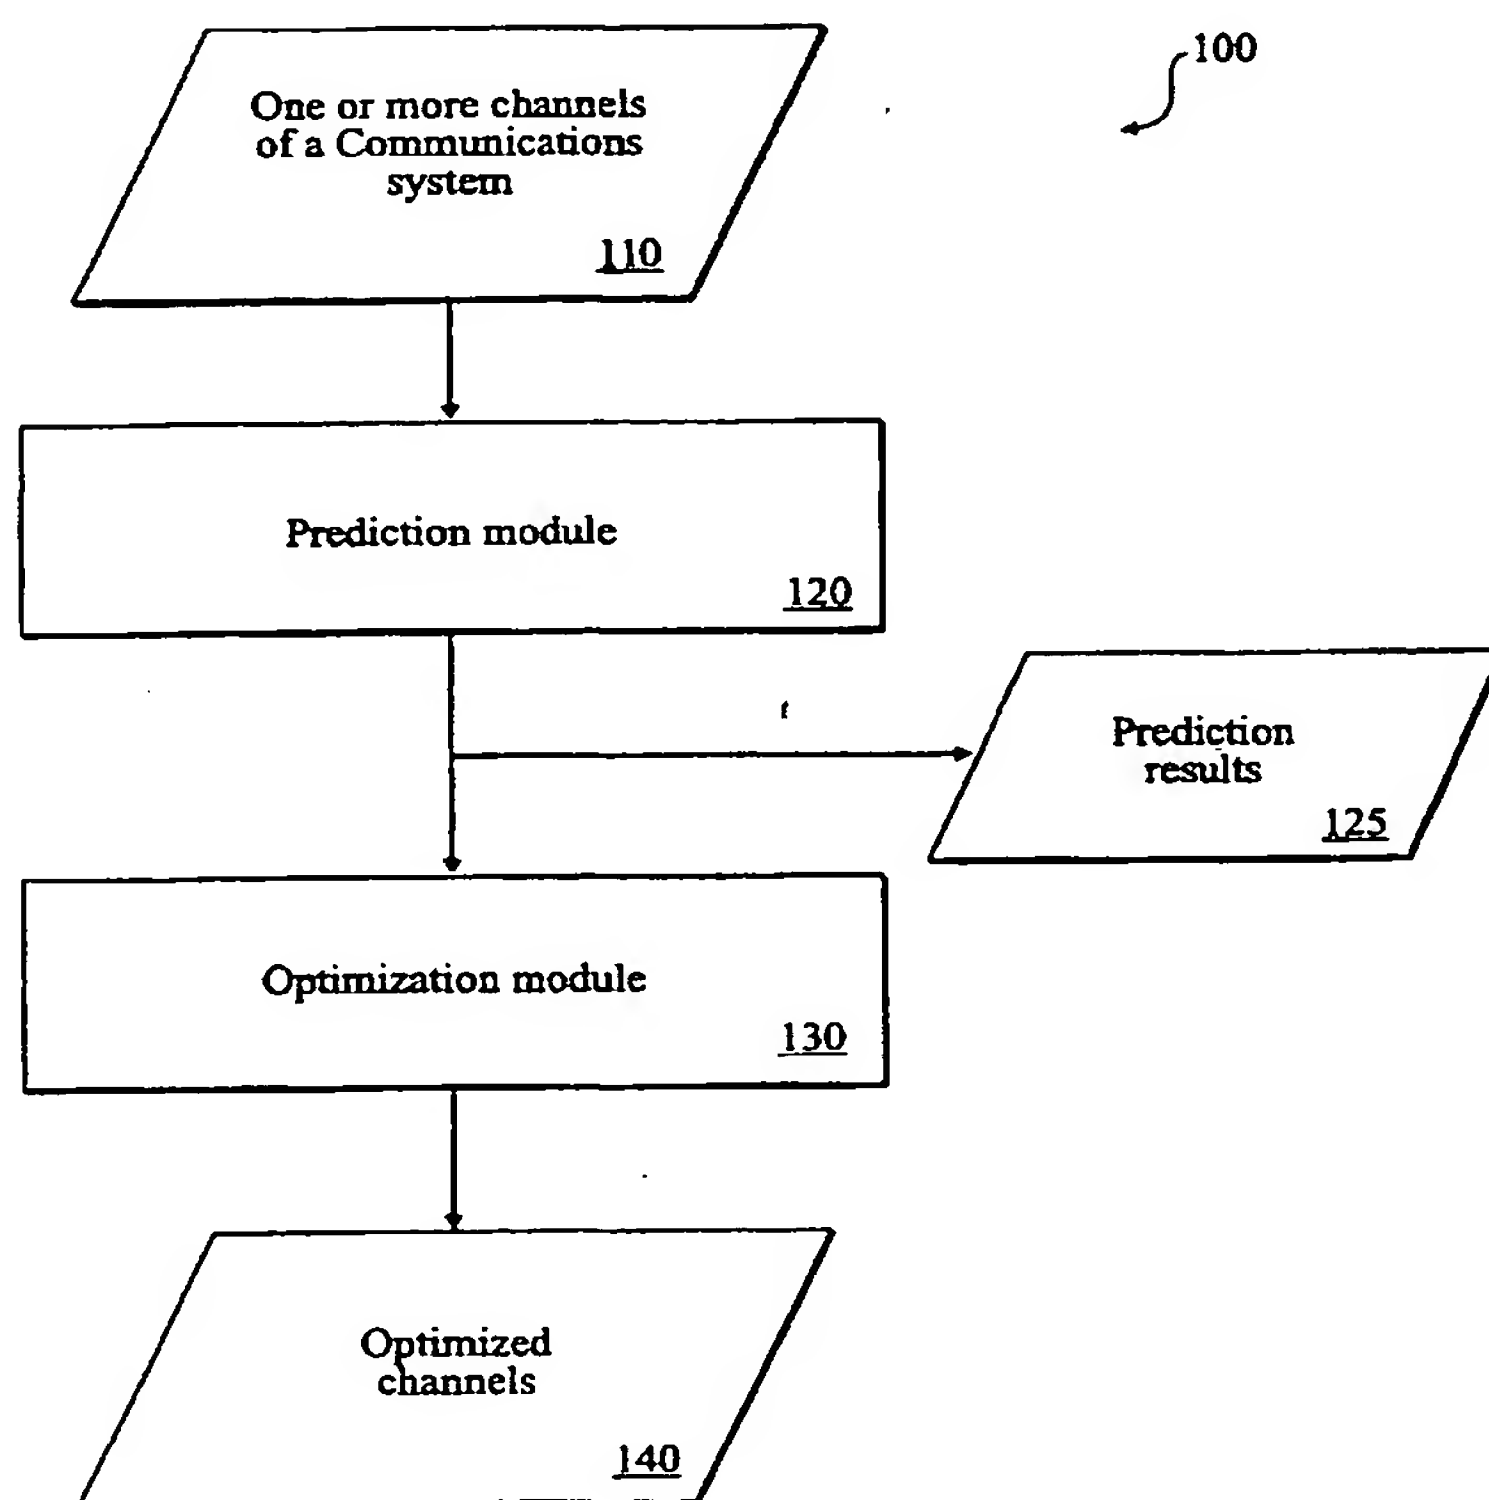 100
One or more channels
of a Communications
system
110
Prediction module
120
Prediction
results
125
Optimization module
130
Optimized
channels
140